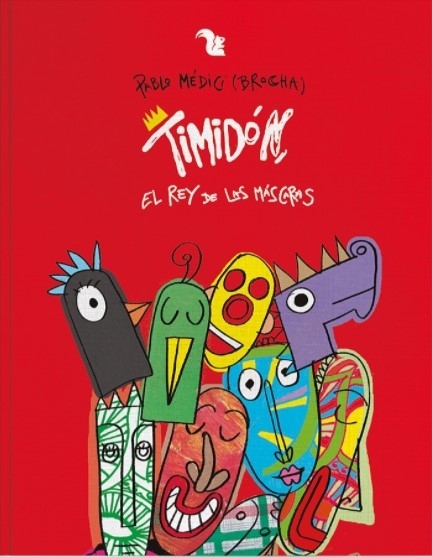 PABLO MÉDICI (BROCHA)
TIMIDÓN,
EL REY DE LAS MÁSCARAS